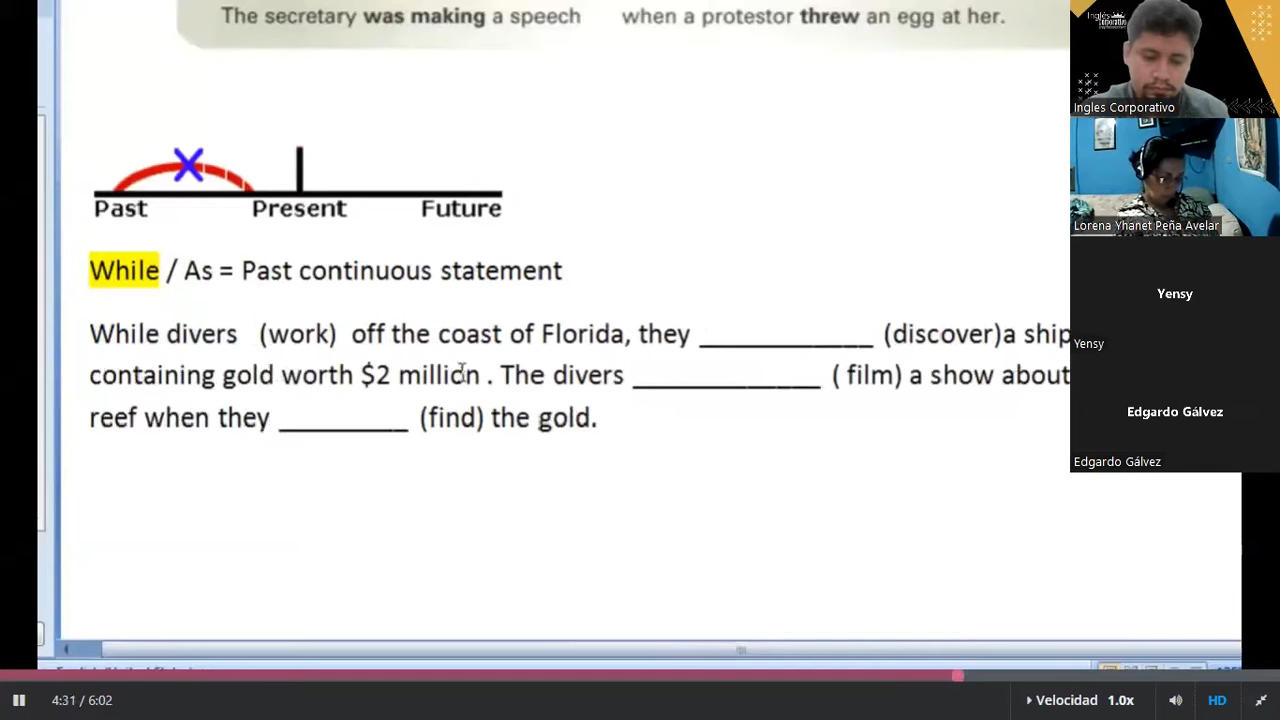 The secretary was making a speech when a protestor threw an egg at her.
Inglés
Corporativo
Ingles Corporativo
Past Present Future
Lorena Yhanet Peña Avelar
While / As = Past continuous statement
Yensy
While divers (work) off the coast of Florida, they ____________ (discover)a ship
Yensy
containing gold worth $2 million . The divers _____________ ( film) a show about
reef when they _________ (find) the gold.
Edgardo Gálvez
Edgardo Gálvez
4:31 / 6:02
Velocidad 1.0x
HD